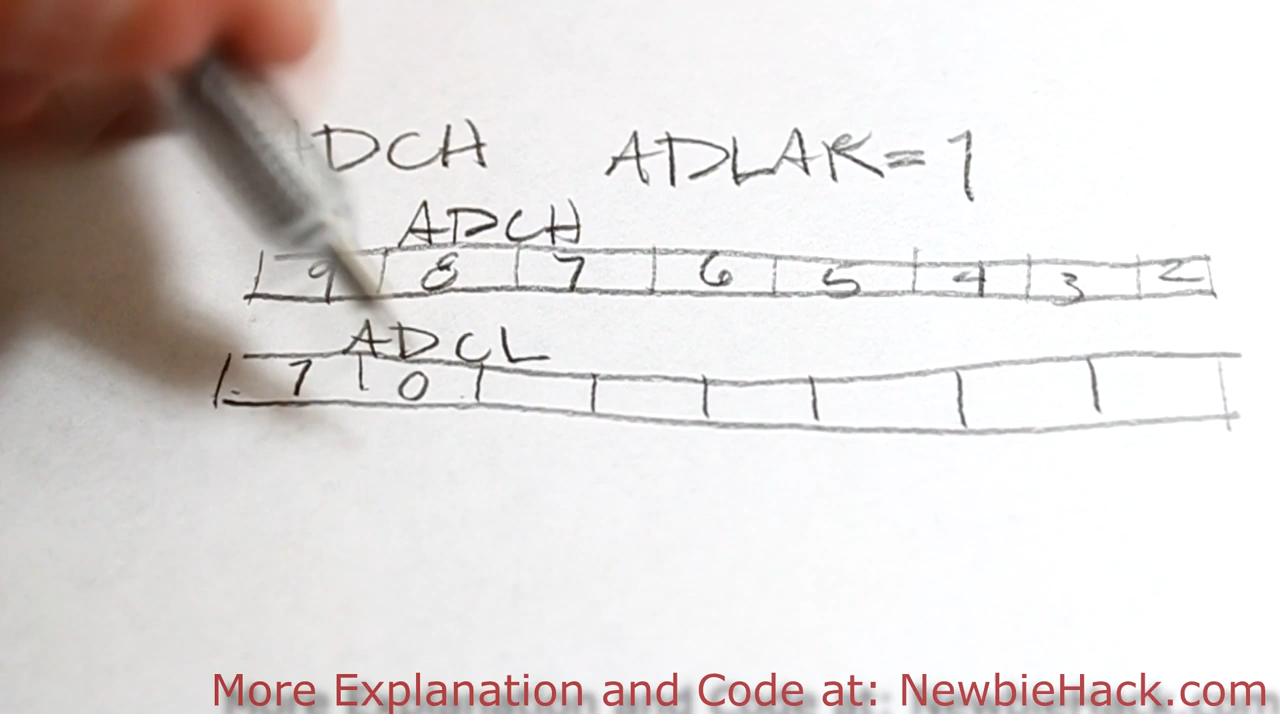 ADCH ADLAR=1
ADCH
9 8 7 6 5 4 3 2
ADCL
1 0
More Explanation and Code at: NewbieHack.com